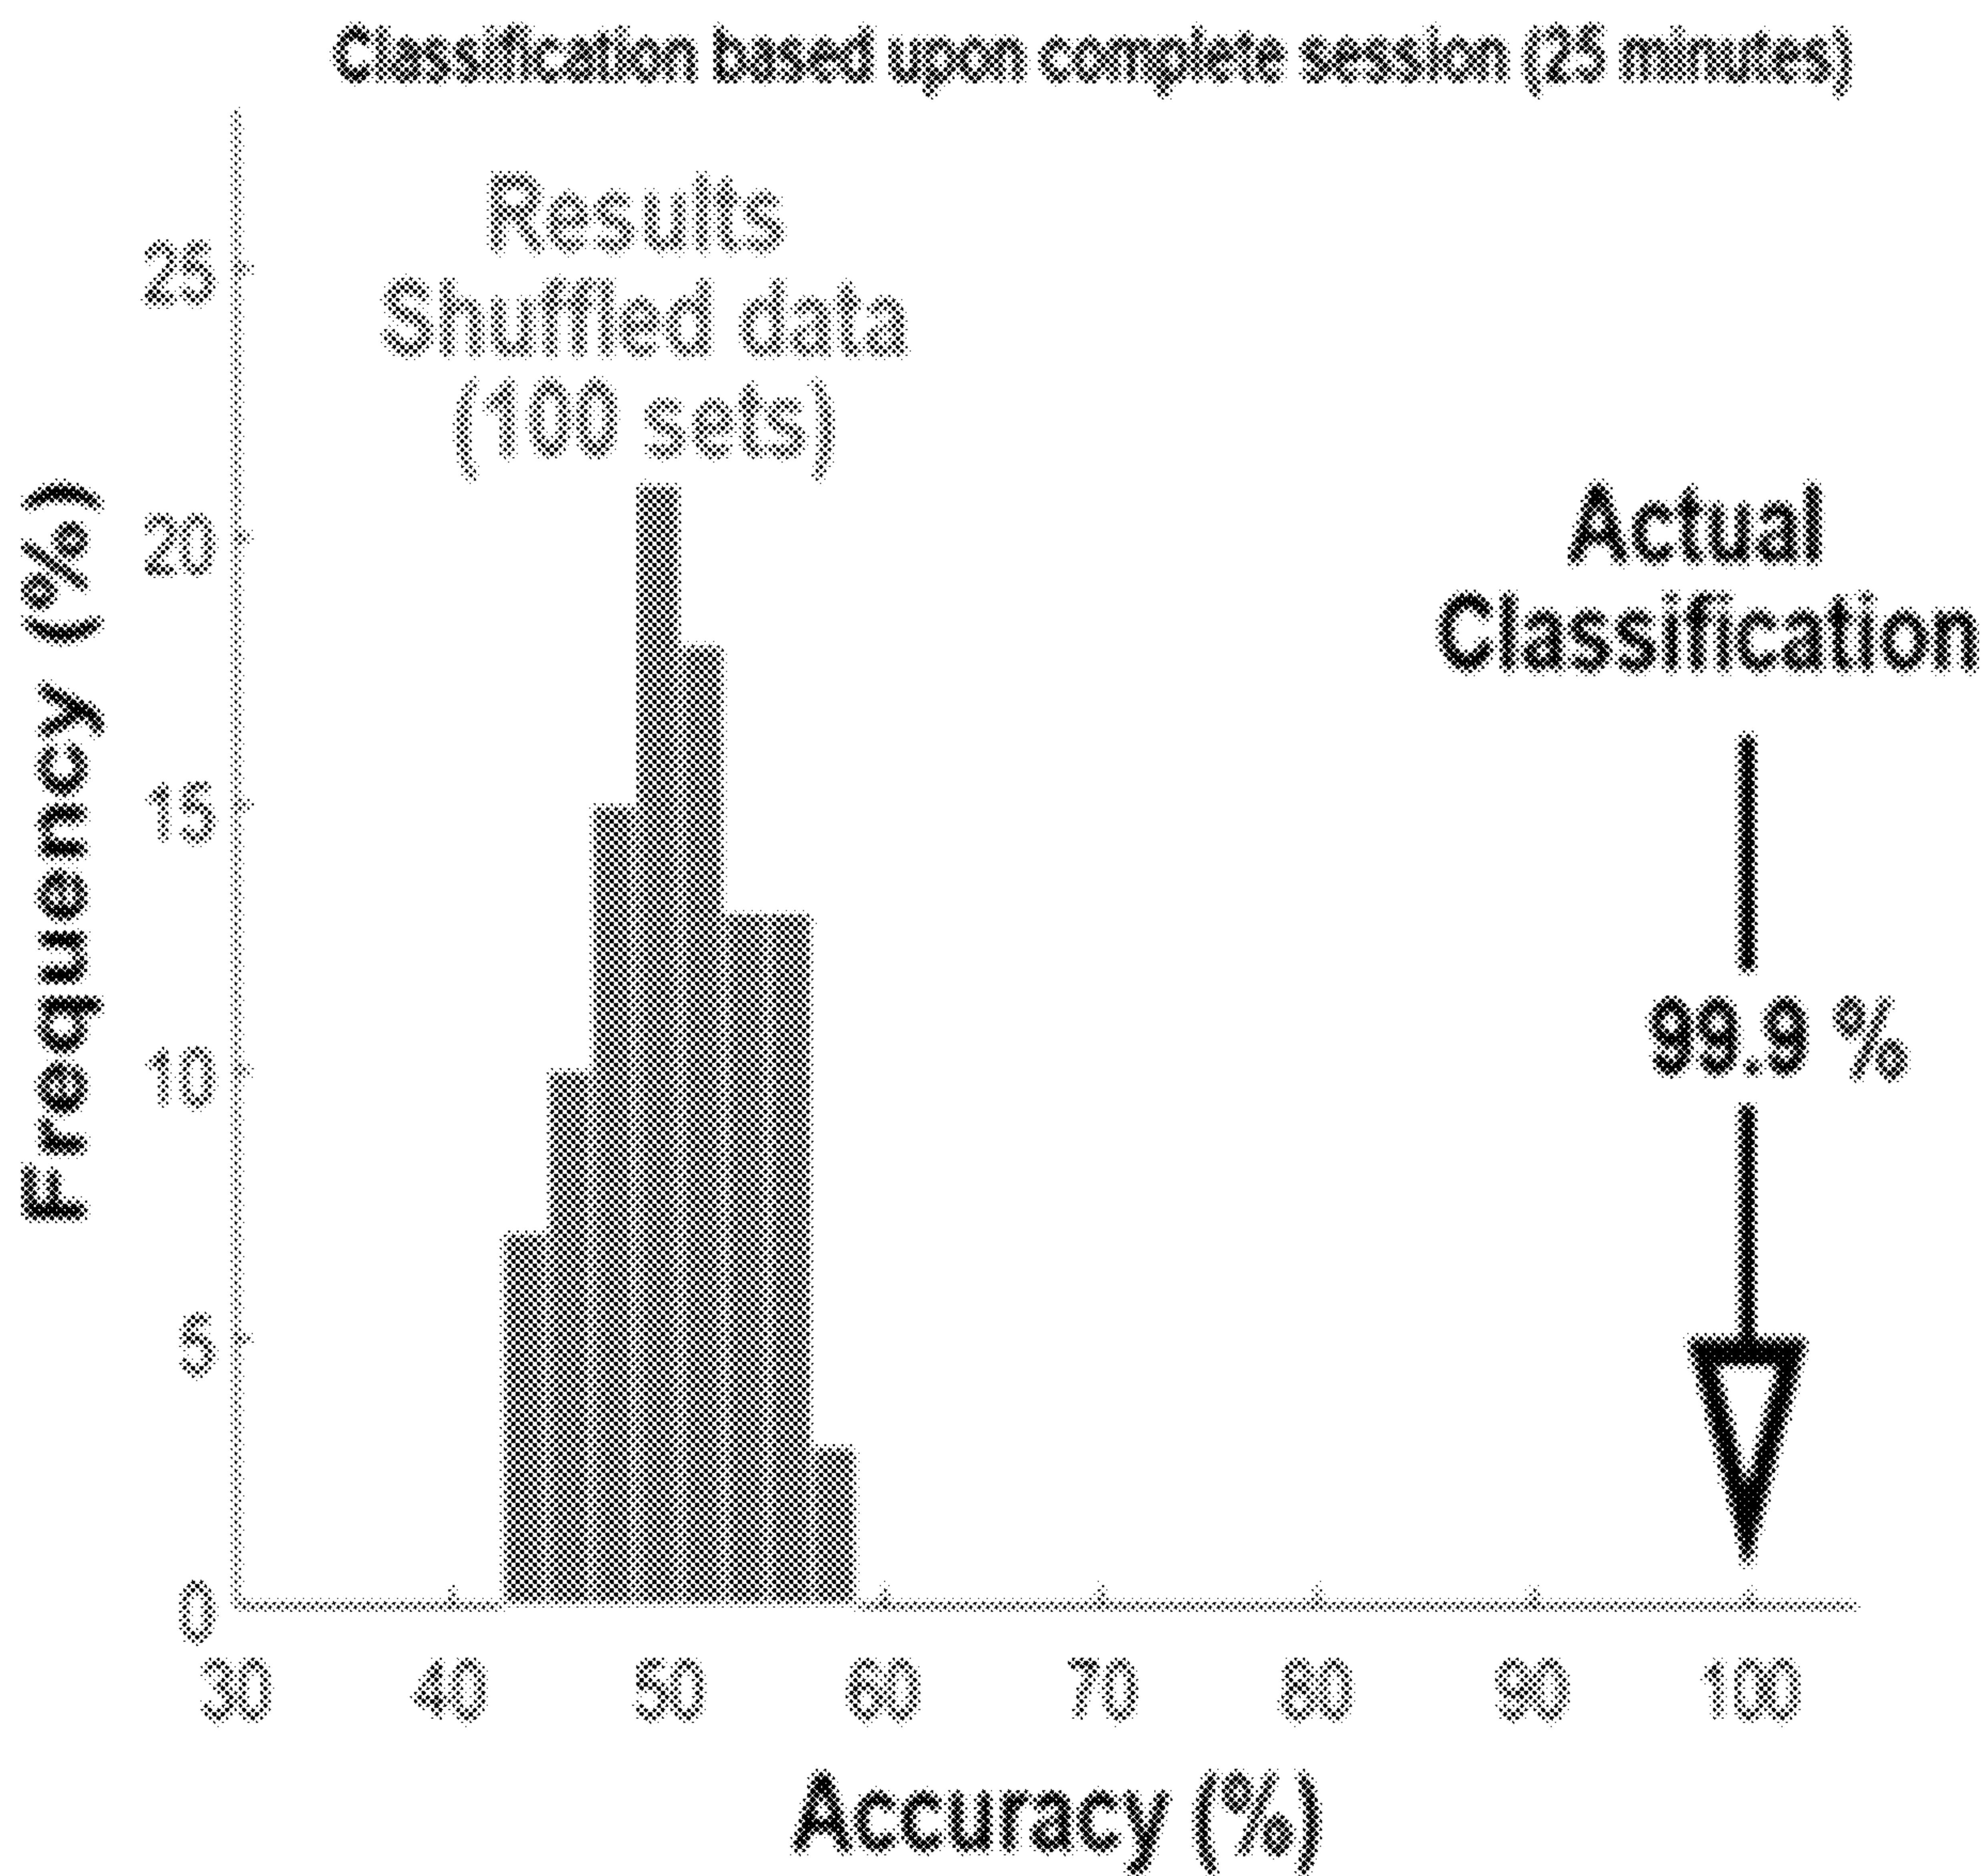 Classification based upon complete session (25 minutes)
Results
Shuffled data
(100 sets)
Actual
Classification
99.9 %
Frequency (%)
25
20
15
10
5
0
30 40 50 60 70 80 90 100
Accuracy (%)